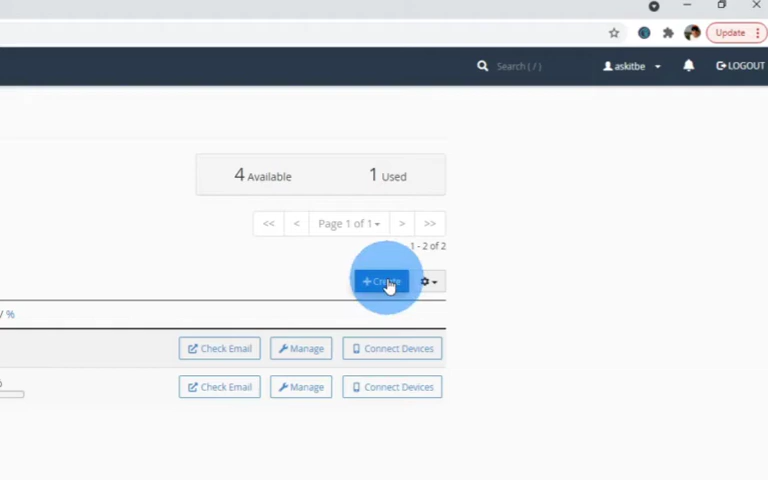 Update
Search ( / )
askitbe
LOGOUT
4 Available
1 Used
<< < Page 1 of 1 > >>
1 - 2 of 2
+ Create
/ %
Check Email Manage Connect Devices
Check Email Manage Connect Devices